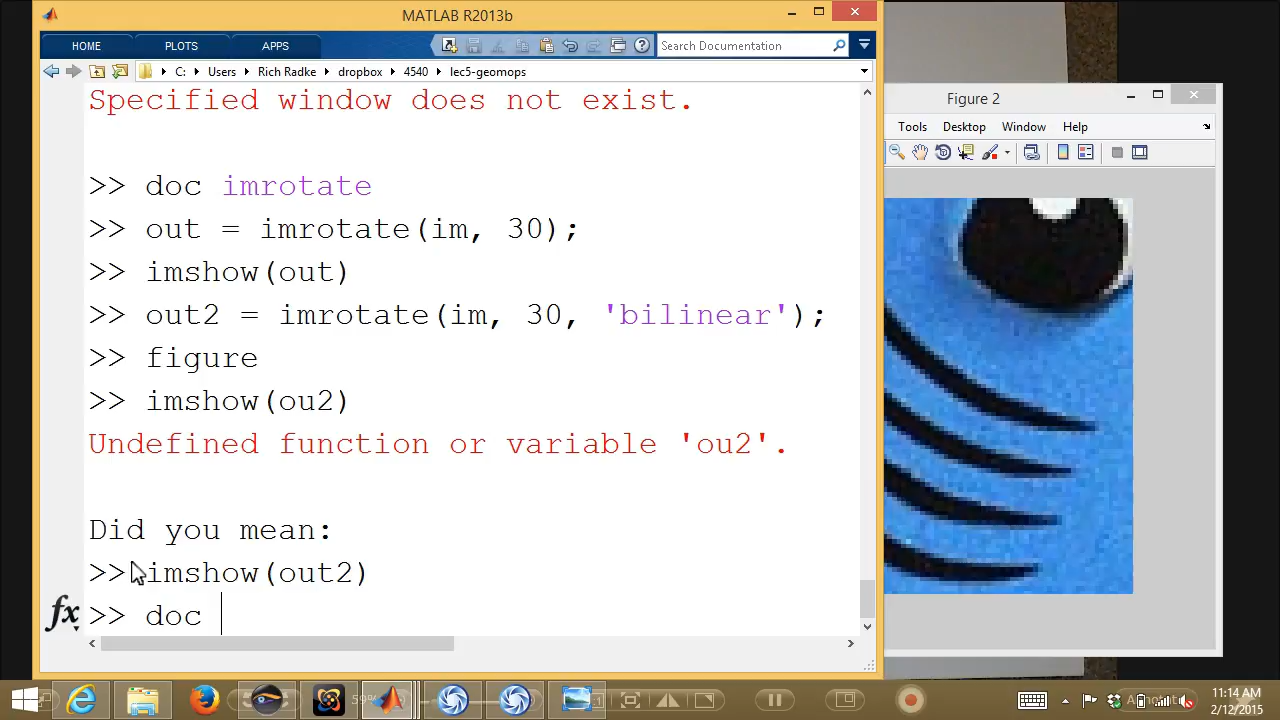 MATLAB R2013b
HOME PLOTS APPS
Search Documentation
C: Users Rich Radke dropbox 4540 lec5-geomops
Specified window does not exist.
>> doc imrotate
>> out = imrotate(im, 30);
>> imshow(out)
>> out2 = imrotate(im, 30, 'bilinear');
>> figure
>> imshow(ou2)
Undefined function or variable 'ou2'.
Did you mean:
>> imshow(out2)
fx >> doc
Figure 2
Tools Desktop Window Help
11:14 AM
2/12/2015